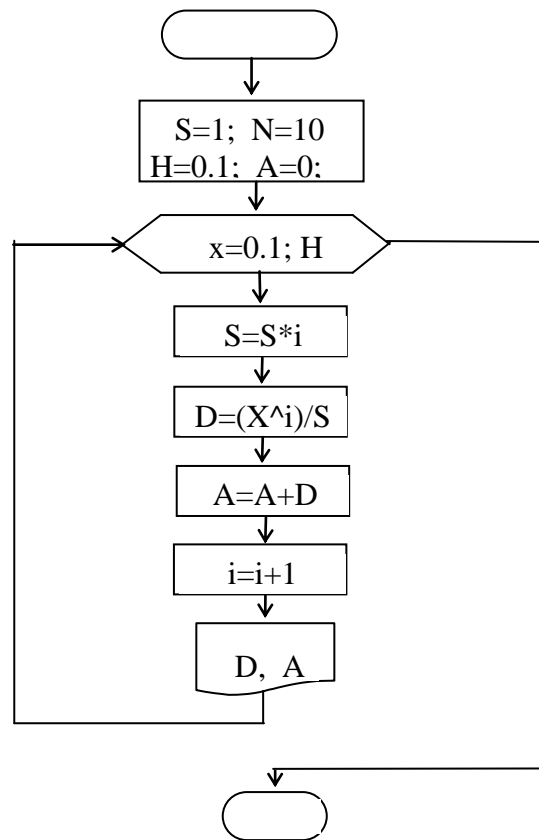 S=1; N=10
H=0.1; A=0;
x=0.1; H
S=S*i
D=(X^i)/S
A=A+D
i=i+1
D, A